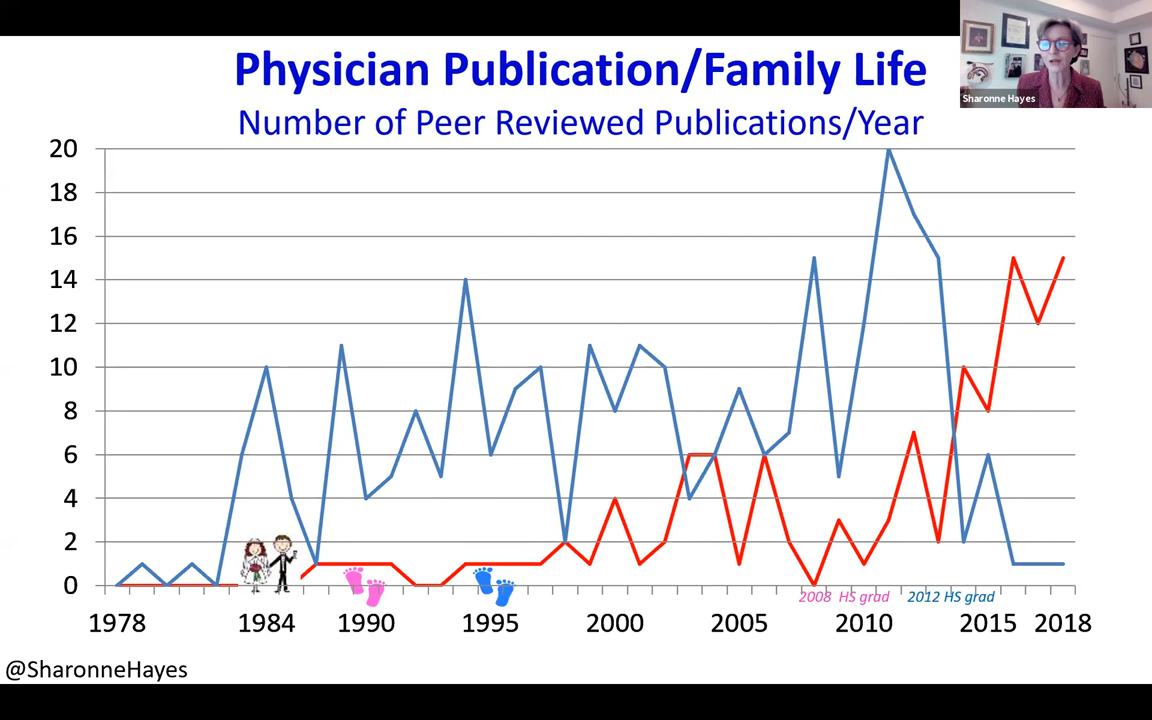 Physician Publication/Family Life
Number of Peer Reviewed Publications/Year
Sharonne Hayes
20
18
16
14
12
10
8
6
4
2
0
2008 HS grad 2012 HS grad
1978 1984 1990 1995 2000 2005 2010 2015 2018
@SharonneHayes